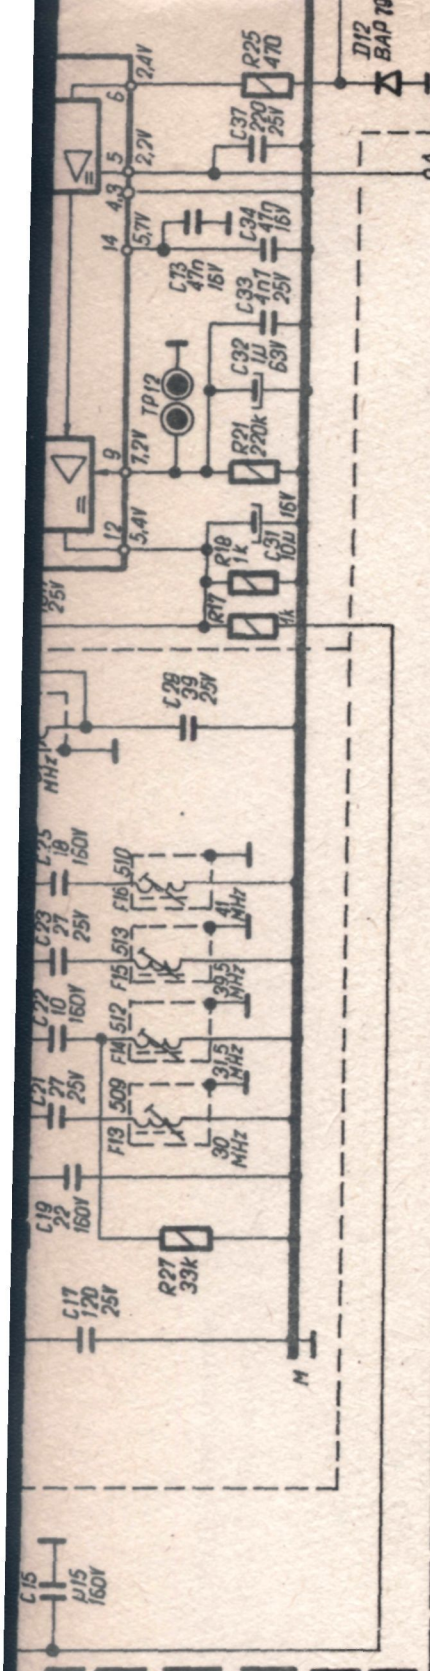 R25
470
D12
BAP 70
6
2,4V
C37
220
25V
5
2,2V
4,3
14
5,7V
C73
47n
16V
C34
47n
16V
C33
4n7
25V
C32
1µ
63V
TP12
9
7,2V
R21
220k
12
5,4V
C31
10µ
16V
R18
1k
R17
1k
25V
C28
39
25V
MHz
18
160V
C23
27
25V
C22
10
160V
27
25V
C19
22
160V
F16
510
41
MHz
F15
513
39,5
MHz
F14
512
31,5
MHz
F13
509
30
MHz
R27
33k
C17
120
25V
M
C15
µ15
160V